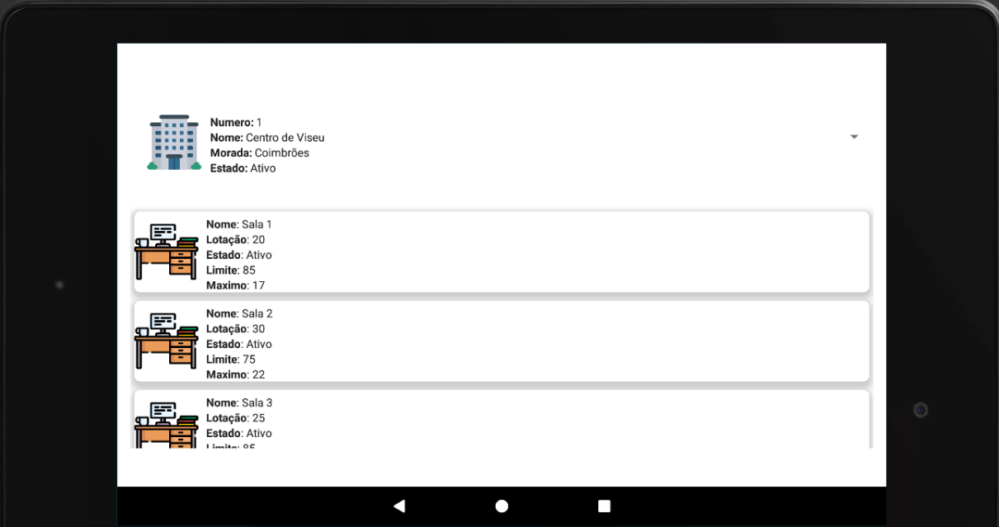 Numero: 1
Nome: Centro de Viseu
Morada: Coimbrões
Estado: Ativo
Nome: Sala 1
Lotação: 20
Estado: Ativo
Limite: 85
Maximo: 17
Nome: Sala 2
Lotação: 30
Estado: Ativo
Limite: 75
Maximo: 22
Nome: Sala 3
Lotação: 25
Estado: Ativo
Limite: 85